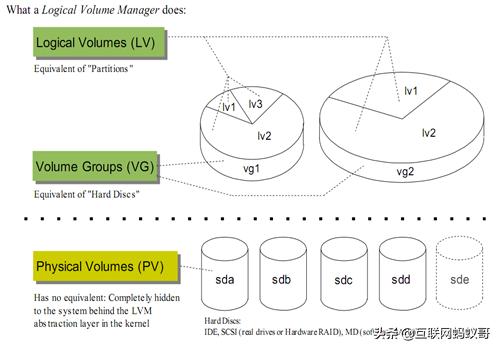 What a Logical Volume Manager does:
Logical Volumes (LV)
Equivalent of "Partitions"
lv1
lv3
lv2
vg1
lv1
lv2
vg2
Volume Groups (VG)
Equivalent of "Hard Discs"
Physical Volumes (PV)
Has no equivalent: Completely hidden
to the system behind the LVM
abstraction layer in the kernel
sda
sdb
sdc
sdd
sde
Hard Discs:
IDE, SCSI (real drives or Hardware RAID), MD (soft
头条 @互联网蚂蚁哥